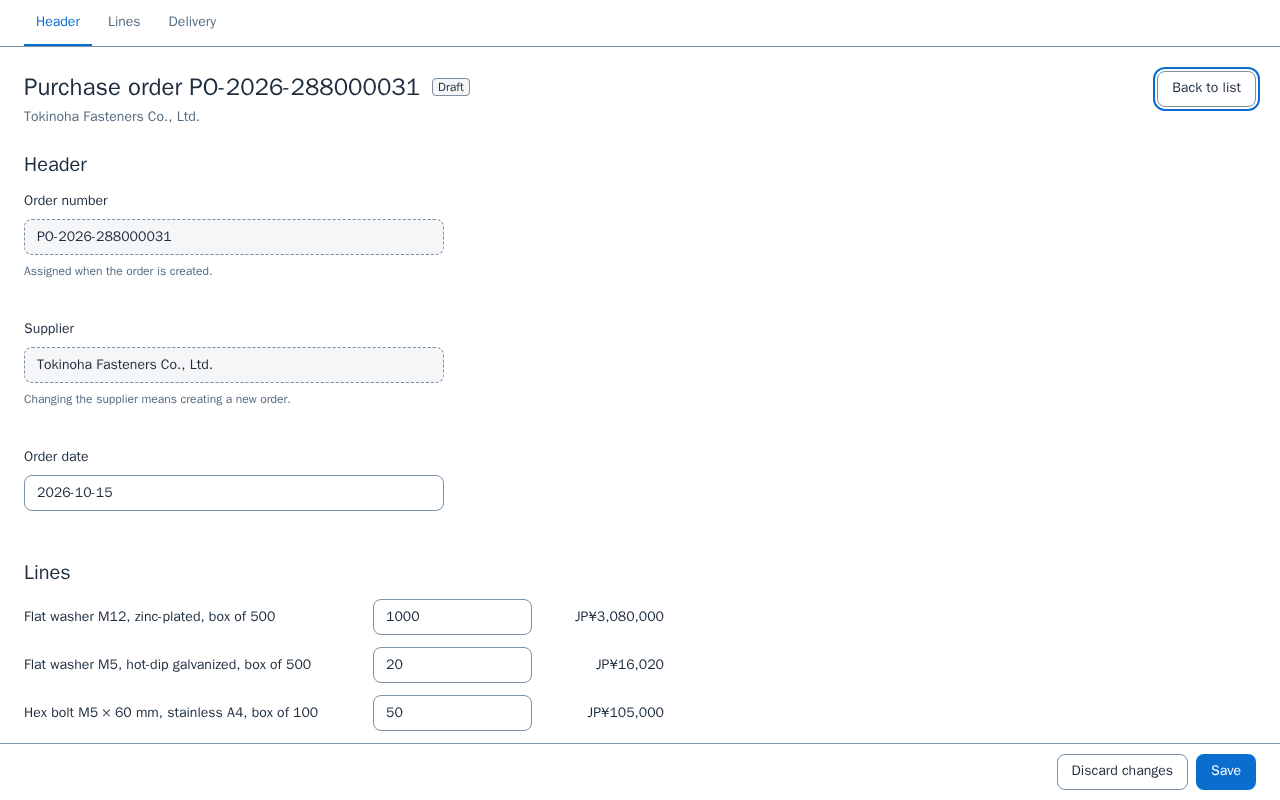 Header Lines Delivery
Purchase order PO-2026-288000031 Draft
Back to list
Tokinoha Fasteners Co., Ltd.
Header
Order number
PO-2026-288000031
Assigned when the order is created.
Supplier
Tokinoha Fasteners Co., Ltd.
Changing the supplier means creating a new order.
Order date
2026-10-15
Lines
Flat washer M12, zinc-plated, box of 500 1000 JP¥3,080,000
Flat washer M5, hot-dip galvanized, box of 500 20 JP¥16,020
Hex bolt M5 × 60 mm, stainless A4, box of 100 50 JP¥105,000
Discard changes Save